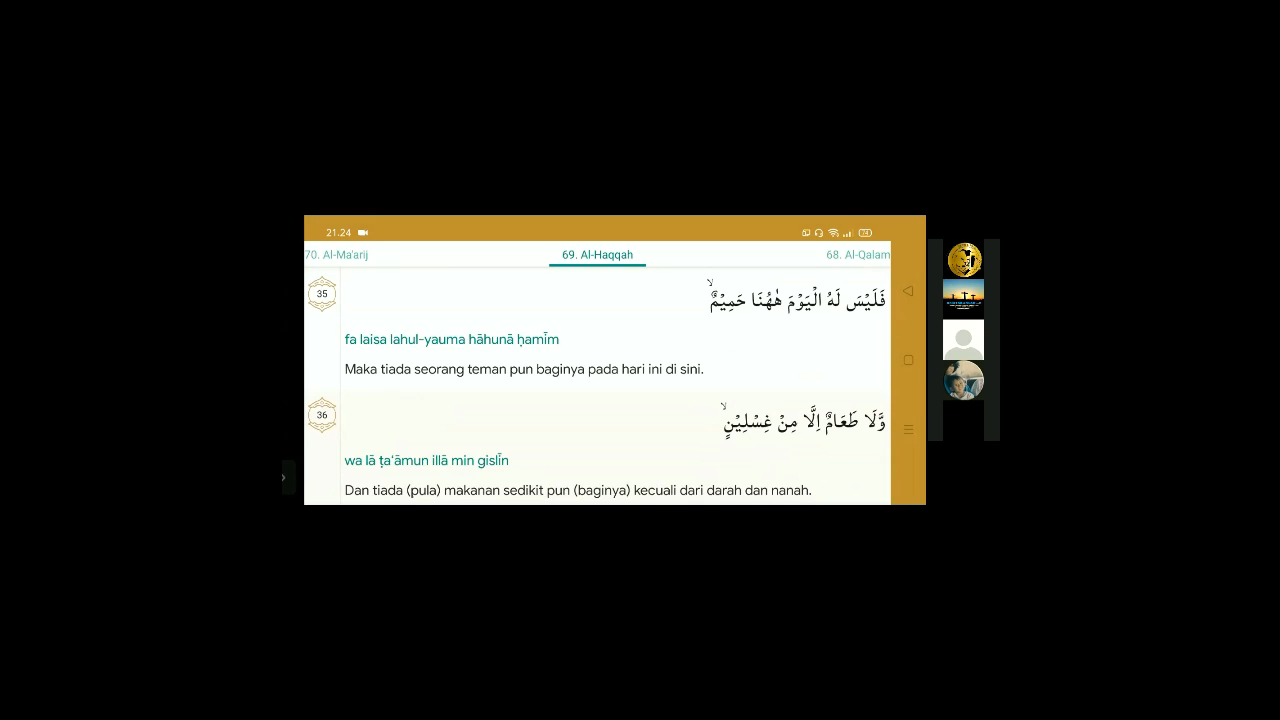 21.24
24
70. Al-Ma'arij 69. Al-Haqqah 68. Al-Qalam
35
فَلَيْسَ لَهُ الْيَوْمَ هٰهُنَا حَمِيْمٌۙ
fa laisa lahul-yauma hāhunā ḥamīm
Maka tiada seorang teman pun baginya pada hari ini di sini.
36
وَّلَا طَعَامٌ اِلَّا مِنْ غِسْلِيْنٍۙ
wa lā ṭa‘āmun illā min gislīn
Dan tiada (pula) makanan sedikit pun (baginya) kecuali dari darah dan nanah.